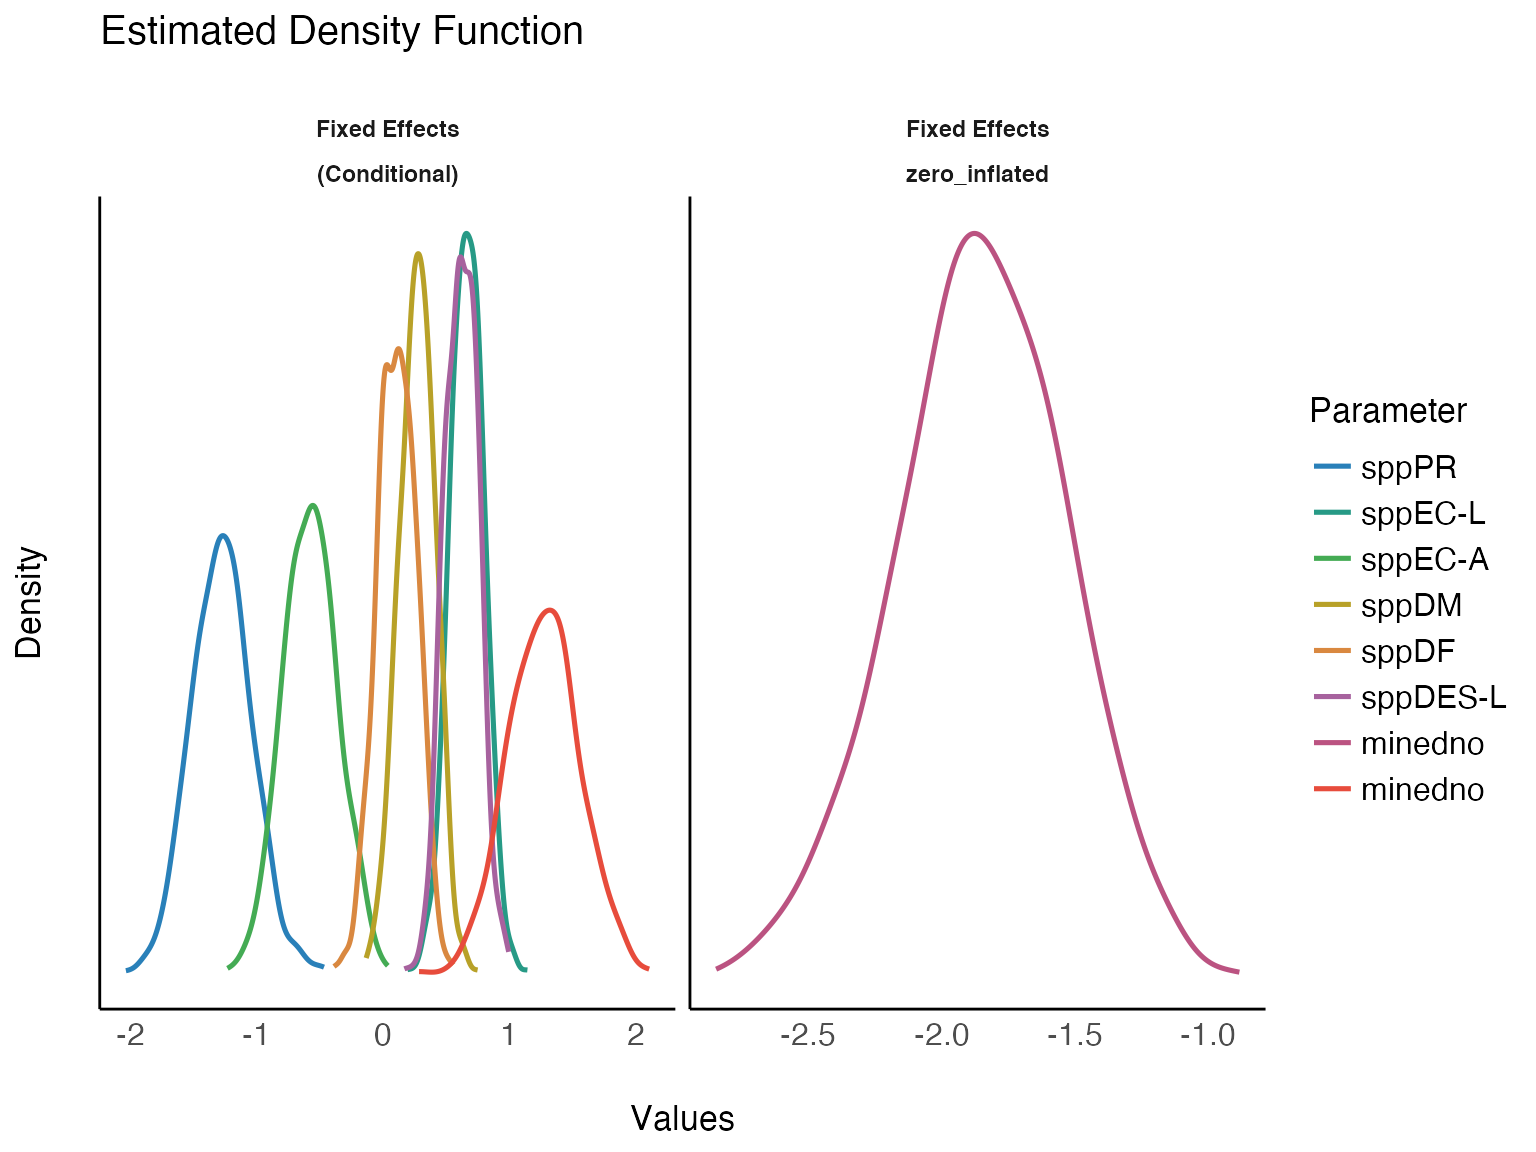 Estimated Density Function
Fixed Effects
(Conditional)
Fixed Effects
zero_inflated
Density
-2 -1 0 1 2
-2.5 -2.0 -1.5 -1.0
Values
Parameter
sppPR
sppEC-L
sppEC-A
sppDM
sppDF
sppDES-L
minedno
minedno